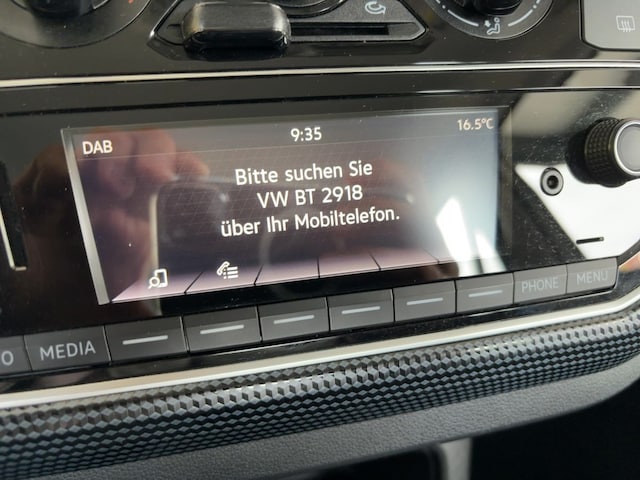 DAB 9:35 16.5°C
Bitte suchen Sie
VW BT 2918
über Ihr Mobiltelefon.
MEDIA PHONE MENU